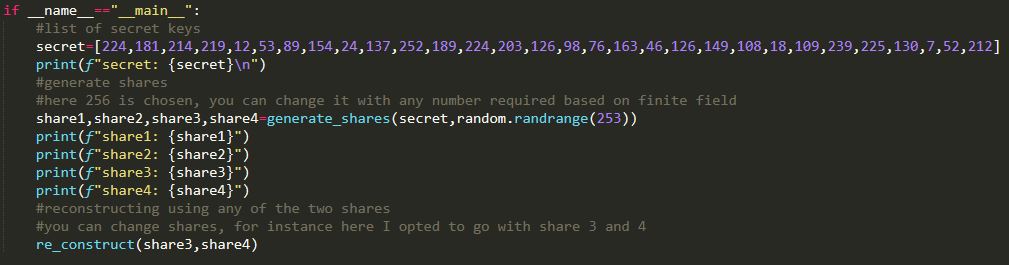 if __name__=="__main__":
    #list of secret keys
    secret=[224,181,214,219,12,53,89,154,24,137,252,189,224,203,126,98,76,163,46,126,149,108,18,109,239,225,130,7,52,212]
    print(f"secret: {secret}\n")
    #generate shares
    #here 256 is chosen, you can change it with any number required based on finite field
    share1,share2,share3,share4=generate_shares(secret,random.randrange(253))
    print(f"share1: {share1}")
    print(f"share2: {share2}")
    print(f"share3: {share3}")
    print(f"share4: {share4}")
    #reconstructing using any of the two shares
    #you can change shares, for instance here I opted to go with share 3 and 4
    re_construct(share3,share4)